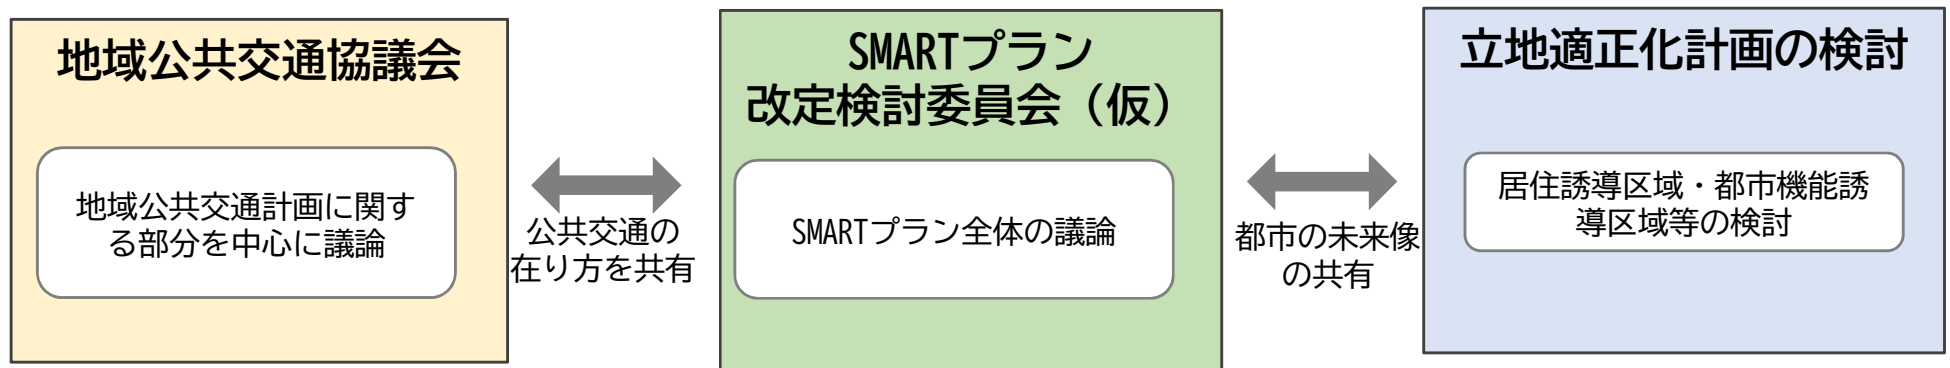 地域公共交通協議会
地域公共交通計画に関す
る部分を中心に議論
公共交通の
在り方を共有
SMARTプラン
改定検討委員会（仮）
SMARTプラン全体の議論
都市の未来像
の共有
立地適正化計画の検討
居住誘導区域・都市機能誘
導区域等の検討